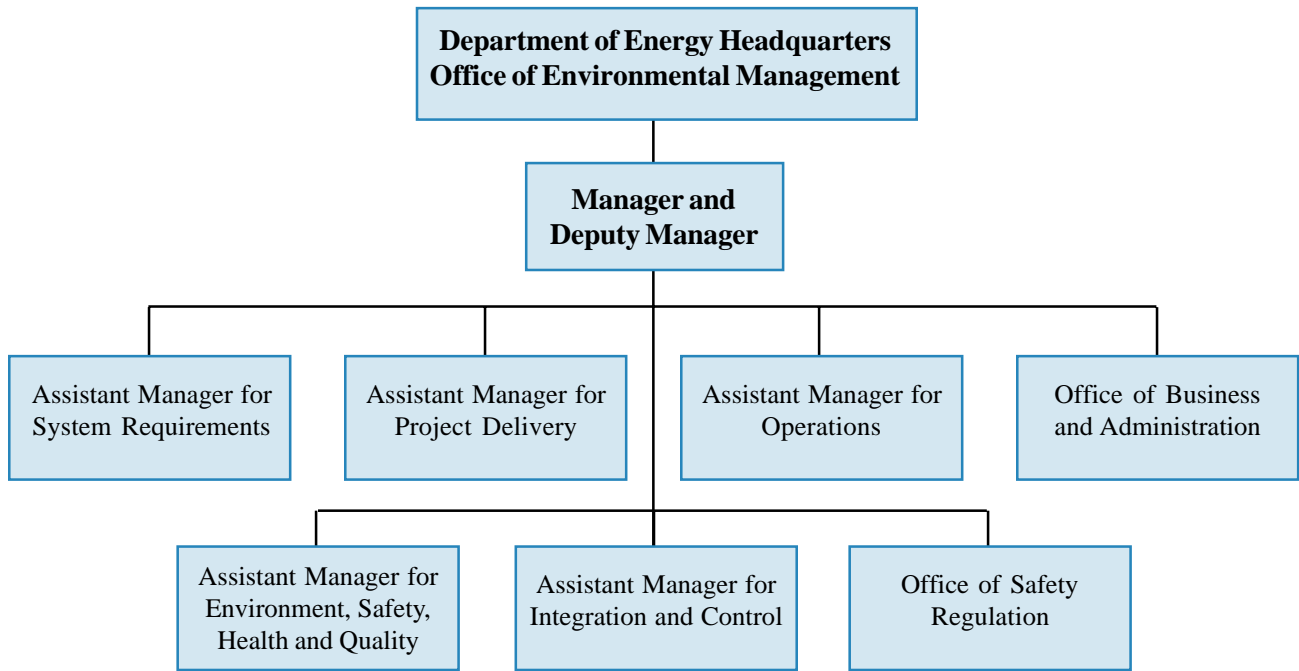 Department of Energy Headquarters
Office of Environmental Management
Manager and
Deputy Manager
Assistant Manager for
System Requirements
Assistant Manager for
Project Delivery
Assistant Manager for
Operations
Office of Business
and Administration
Assistant Manager for
Environment, Safety,
Health and Quality
Assistant Manager for
Integration and Control
Office of Safety
Regulation